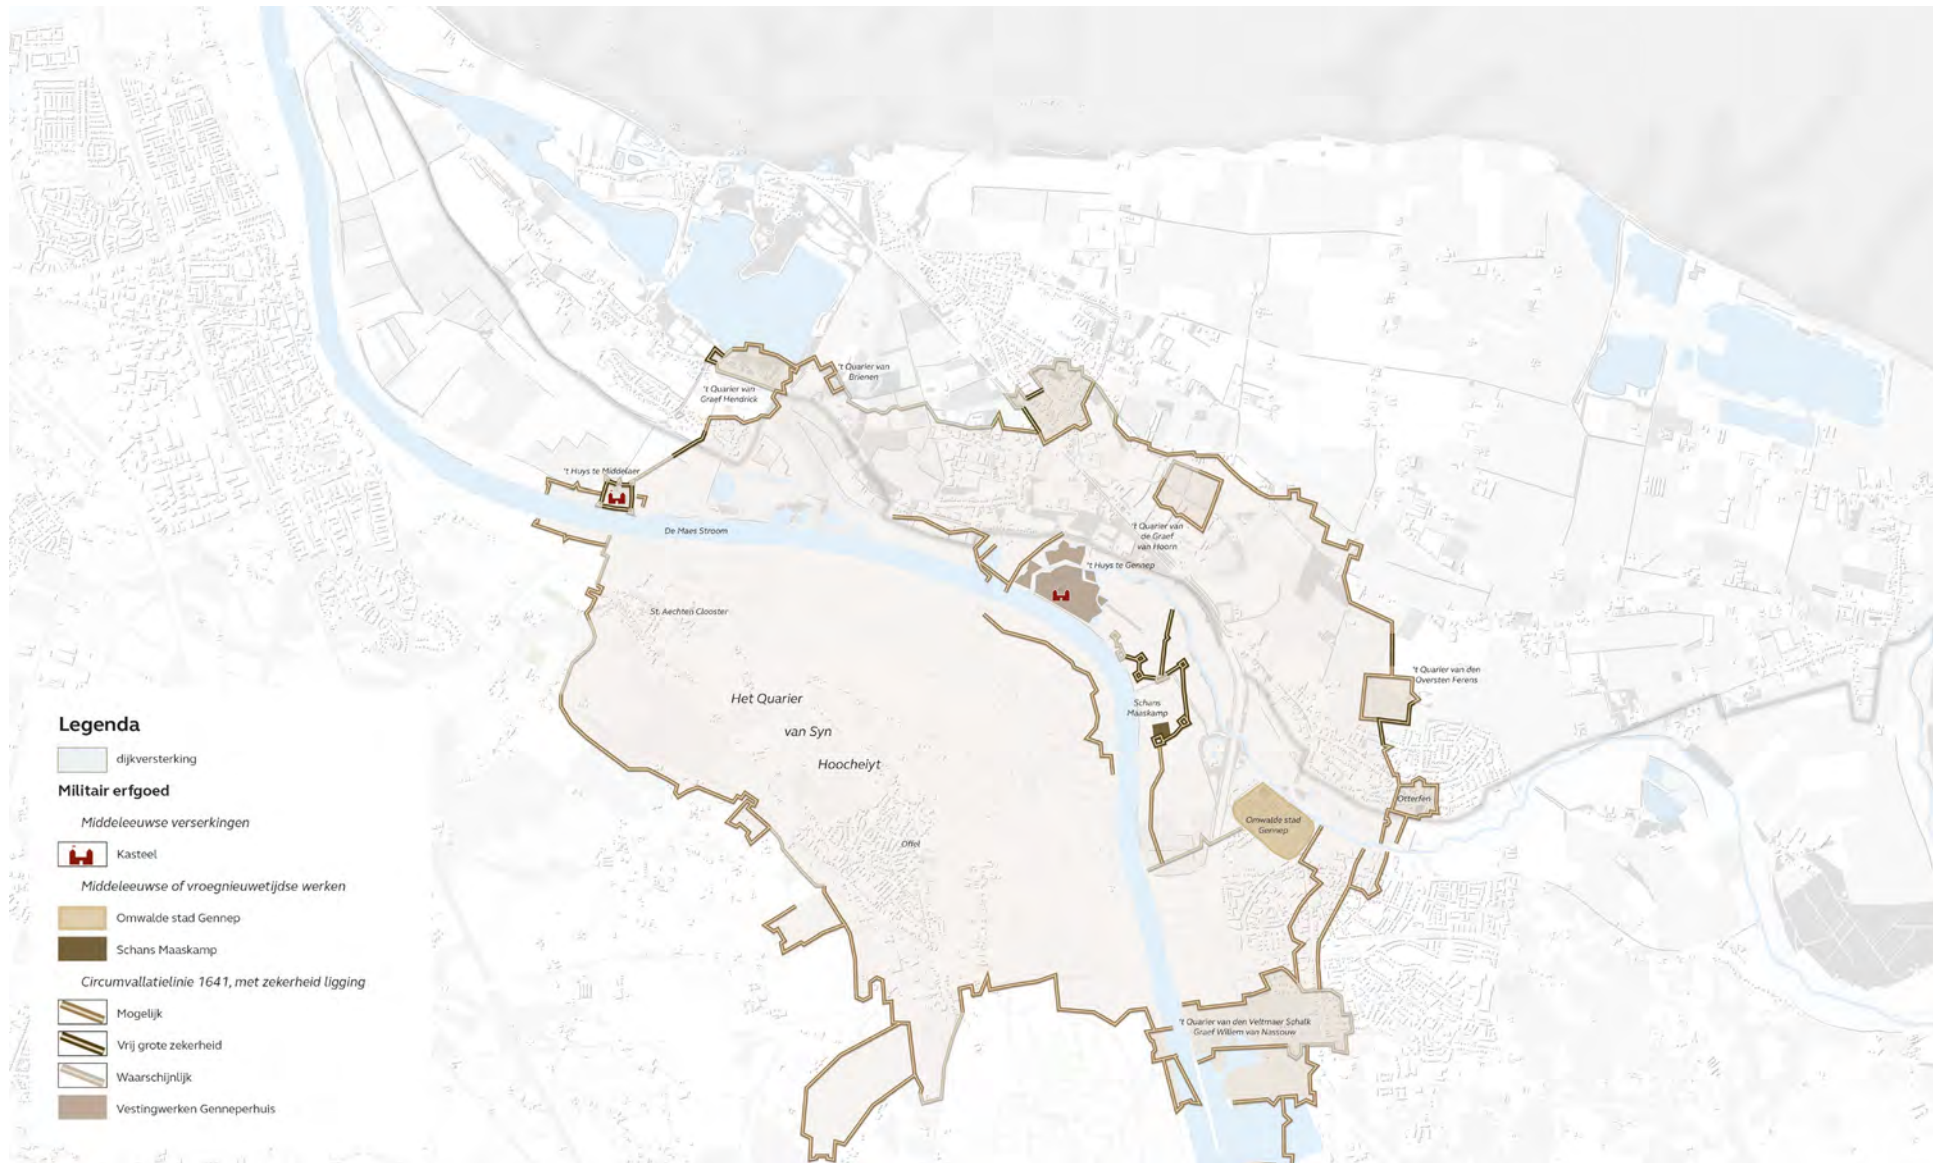 't Quarier van
Brienen
't Quarier van
Graef Hendrick
't Huys te Middelaer
De Maes Stroom
't Quarier van
de Graef
van Hoorn
't Huys te Gennep
St. Aechten Clooster
't Quarier van den
Oversten Ferens
Het Quarier
van Syn
Hoocheiyt
Schans
Maaskamp
Otterfen
Omwalde stad
Gennep
Offel
't Quarier van den Veltmaer Schalk
Graef Willem van Nassouw
Legenda
dijkversterking
Militair erfgoed
Middeleeuwse verserkingen
Kasteel
Middeleeuwse of vroegnieuwetijdse werken
Omwalde stad Gennep
Schans Maaskamp
Circumvallatielinie 1641, met zekerheid ligging
Mogelijk
Vrij grote zekerheid
Waarschijnlijk
Vestingwerken Genneperhuis